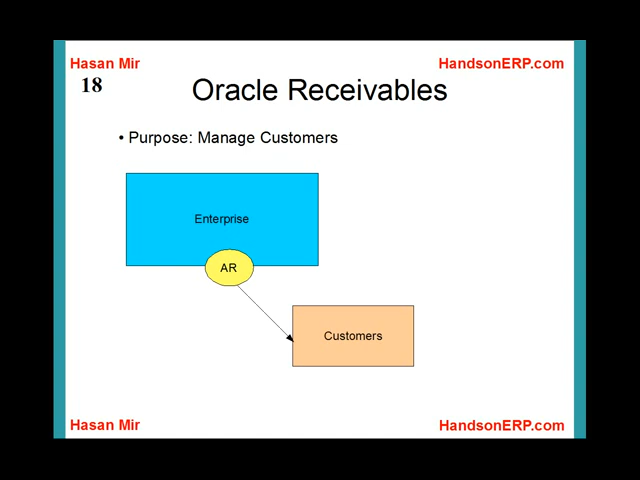 Hasan Mir
HandsonERP.com
18
Oracle Receivables
• Purpose: Manage Customers
Enterprise
AR
Customers
Hasan Mir
HandsonERP.com